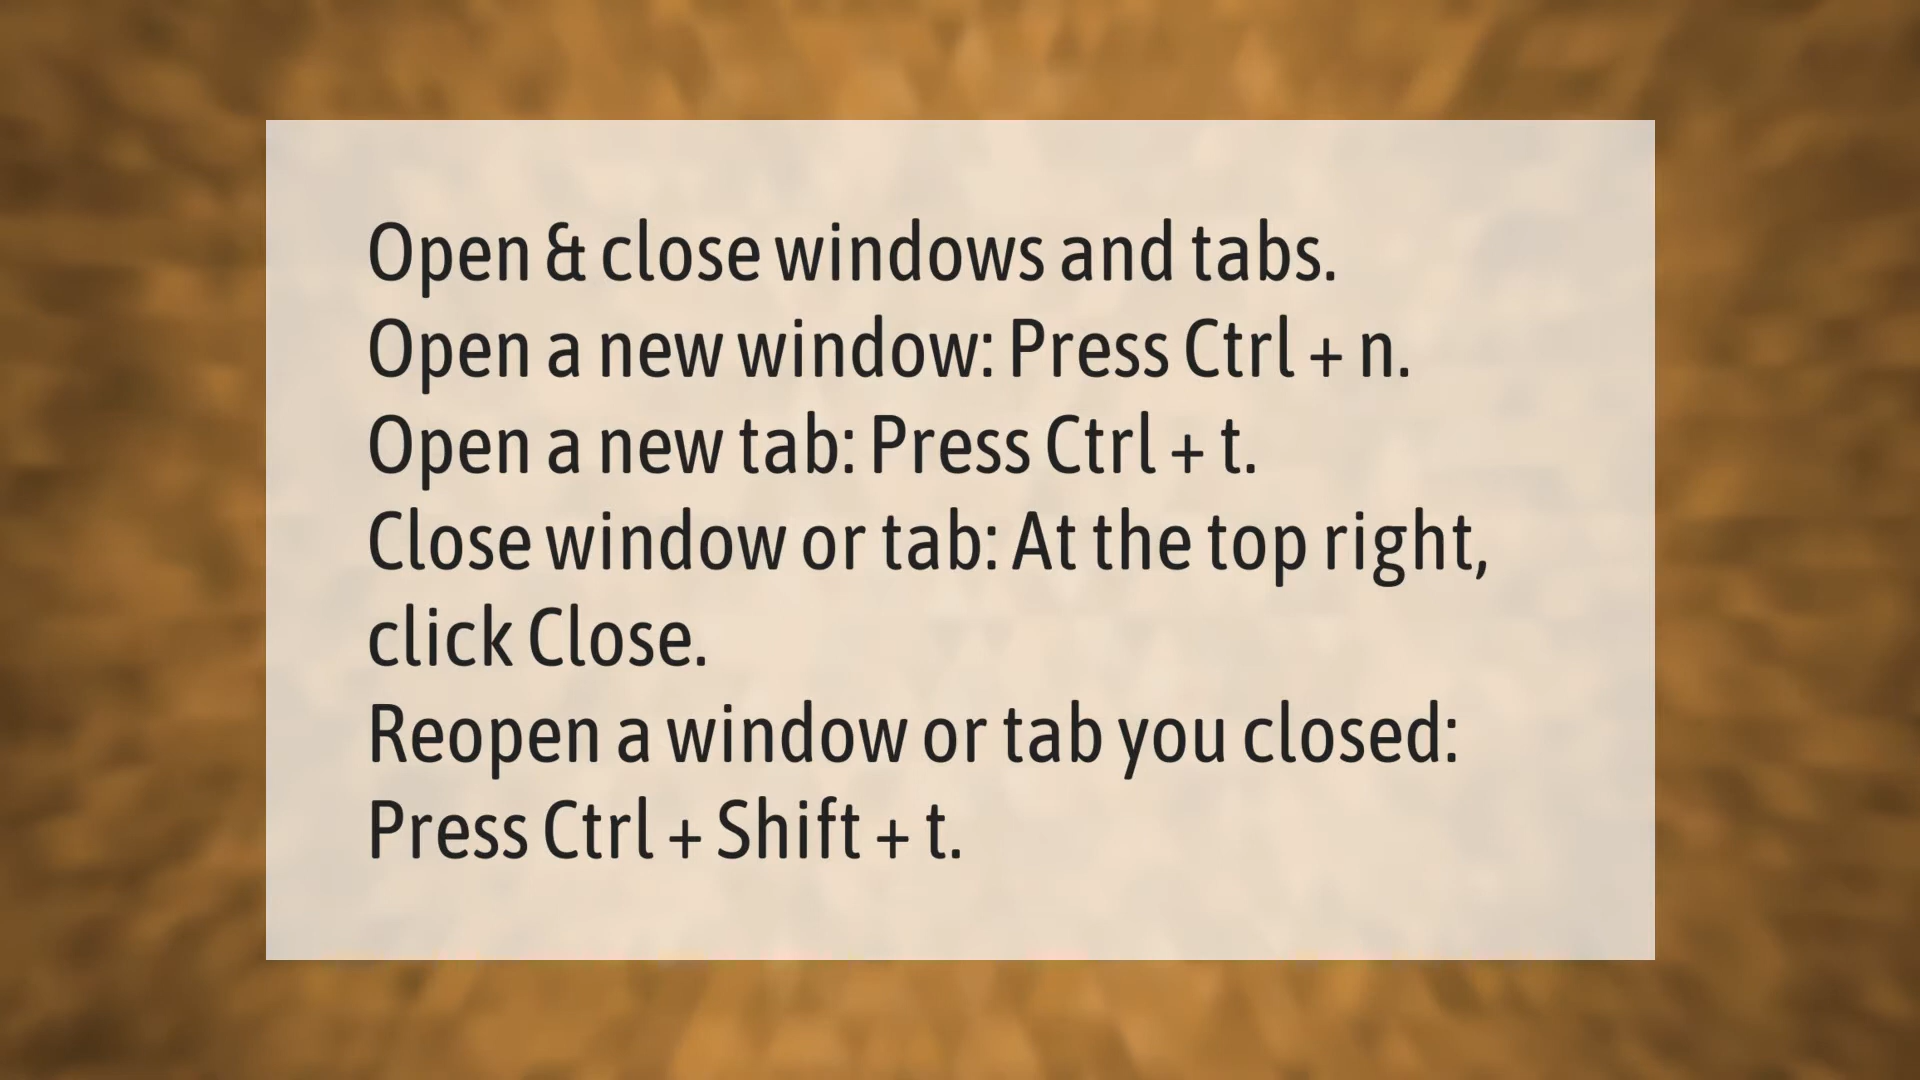 Open & close windows and tabs.
Open a new window: Press Ctrl + n.
Open a new tab: Press Ctrl + t.
Close window or tab: At the top right,
click Close.
Reopen a window or tab you closed:
Press Ctrl + Shift + t.